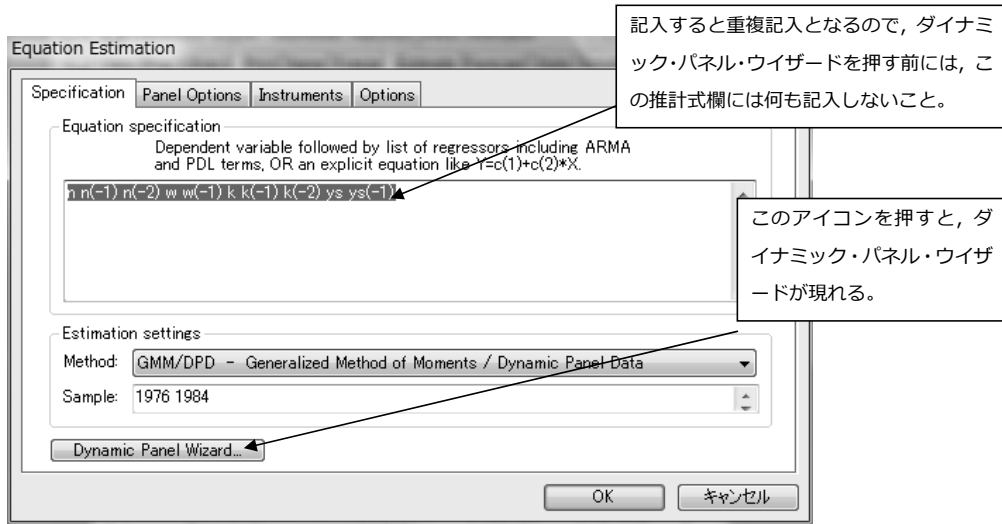 記入すると重複記入となるので, ダイナミ
ック・パネル・ウイザードを押す前には, こ
の推計式欄には何も記入しないこと。
Equation Estimation
Specification Panel Options Instruments Options
Equation specification
Dependent variable followed by list of regressors including ARMA
and PDL terms, OR an explicit equation like Y=c(1)+c(2)*X.
n n(-1) n(-2) w w(-1) k k(-1) k(-2) ys ys(-1)
このアイコンを押すと, ダ
イナミック・パネル・ウイザ
ードが現れる。
Estimation settings
Method: GMM/DPD - Generalized Method of Moments / Dynamic Panel Data
Sample: 1976 1984
Dynamic Panel Wizard...
OK キャンセル